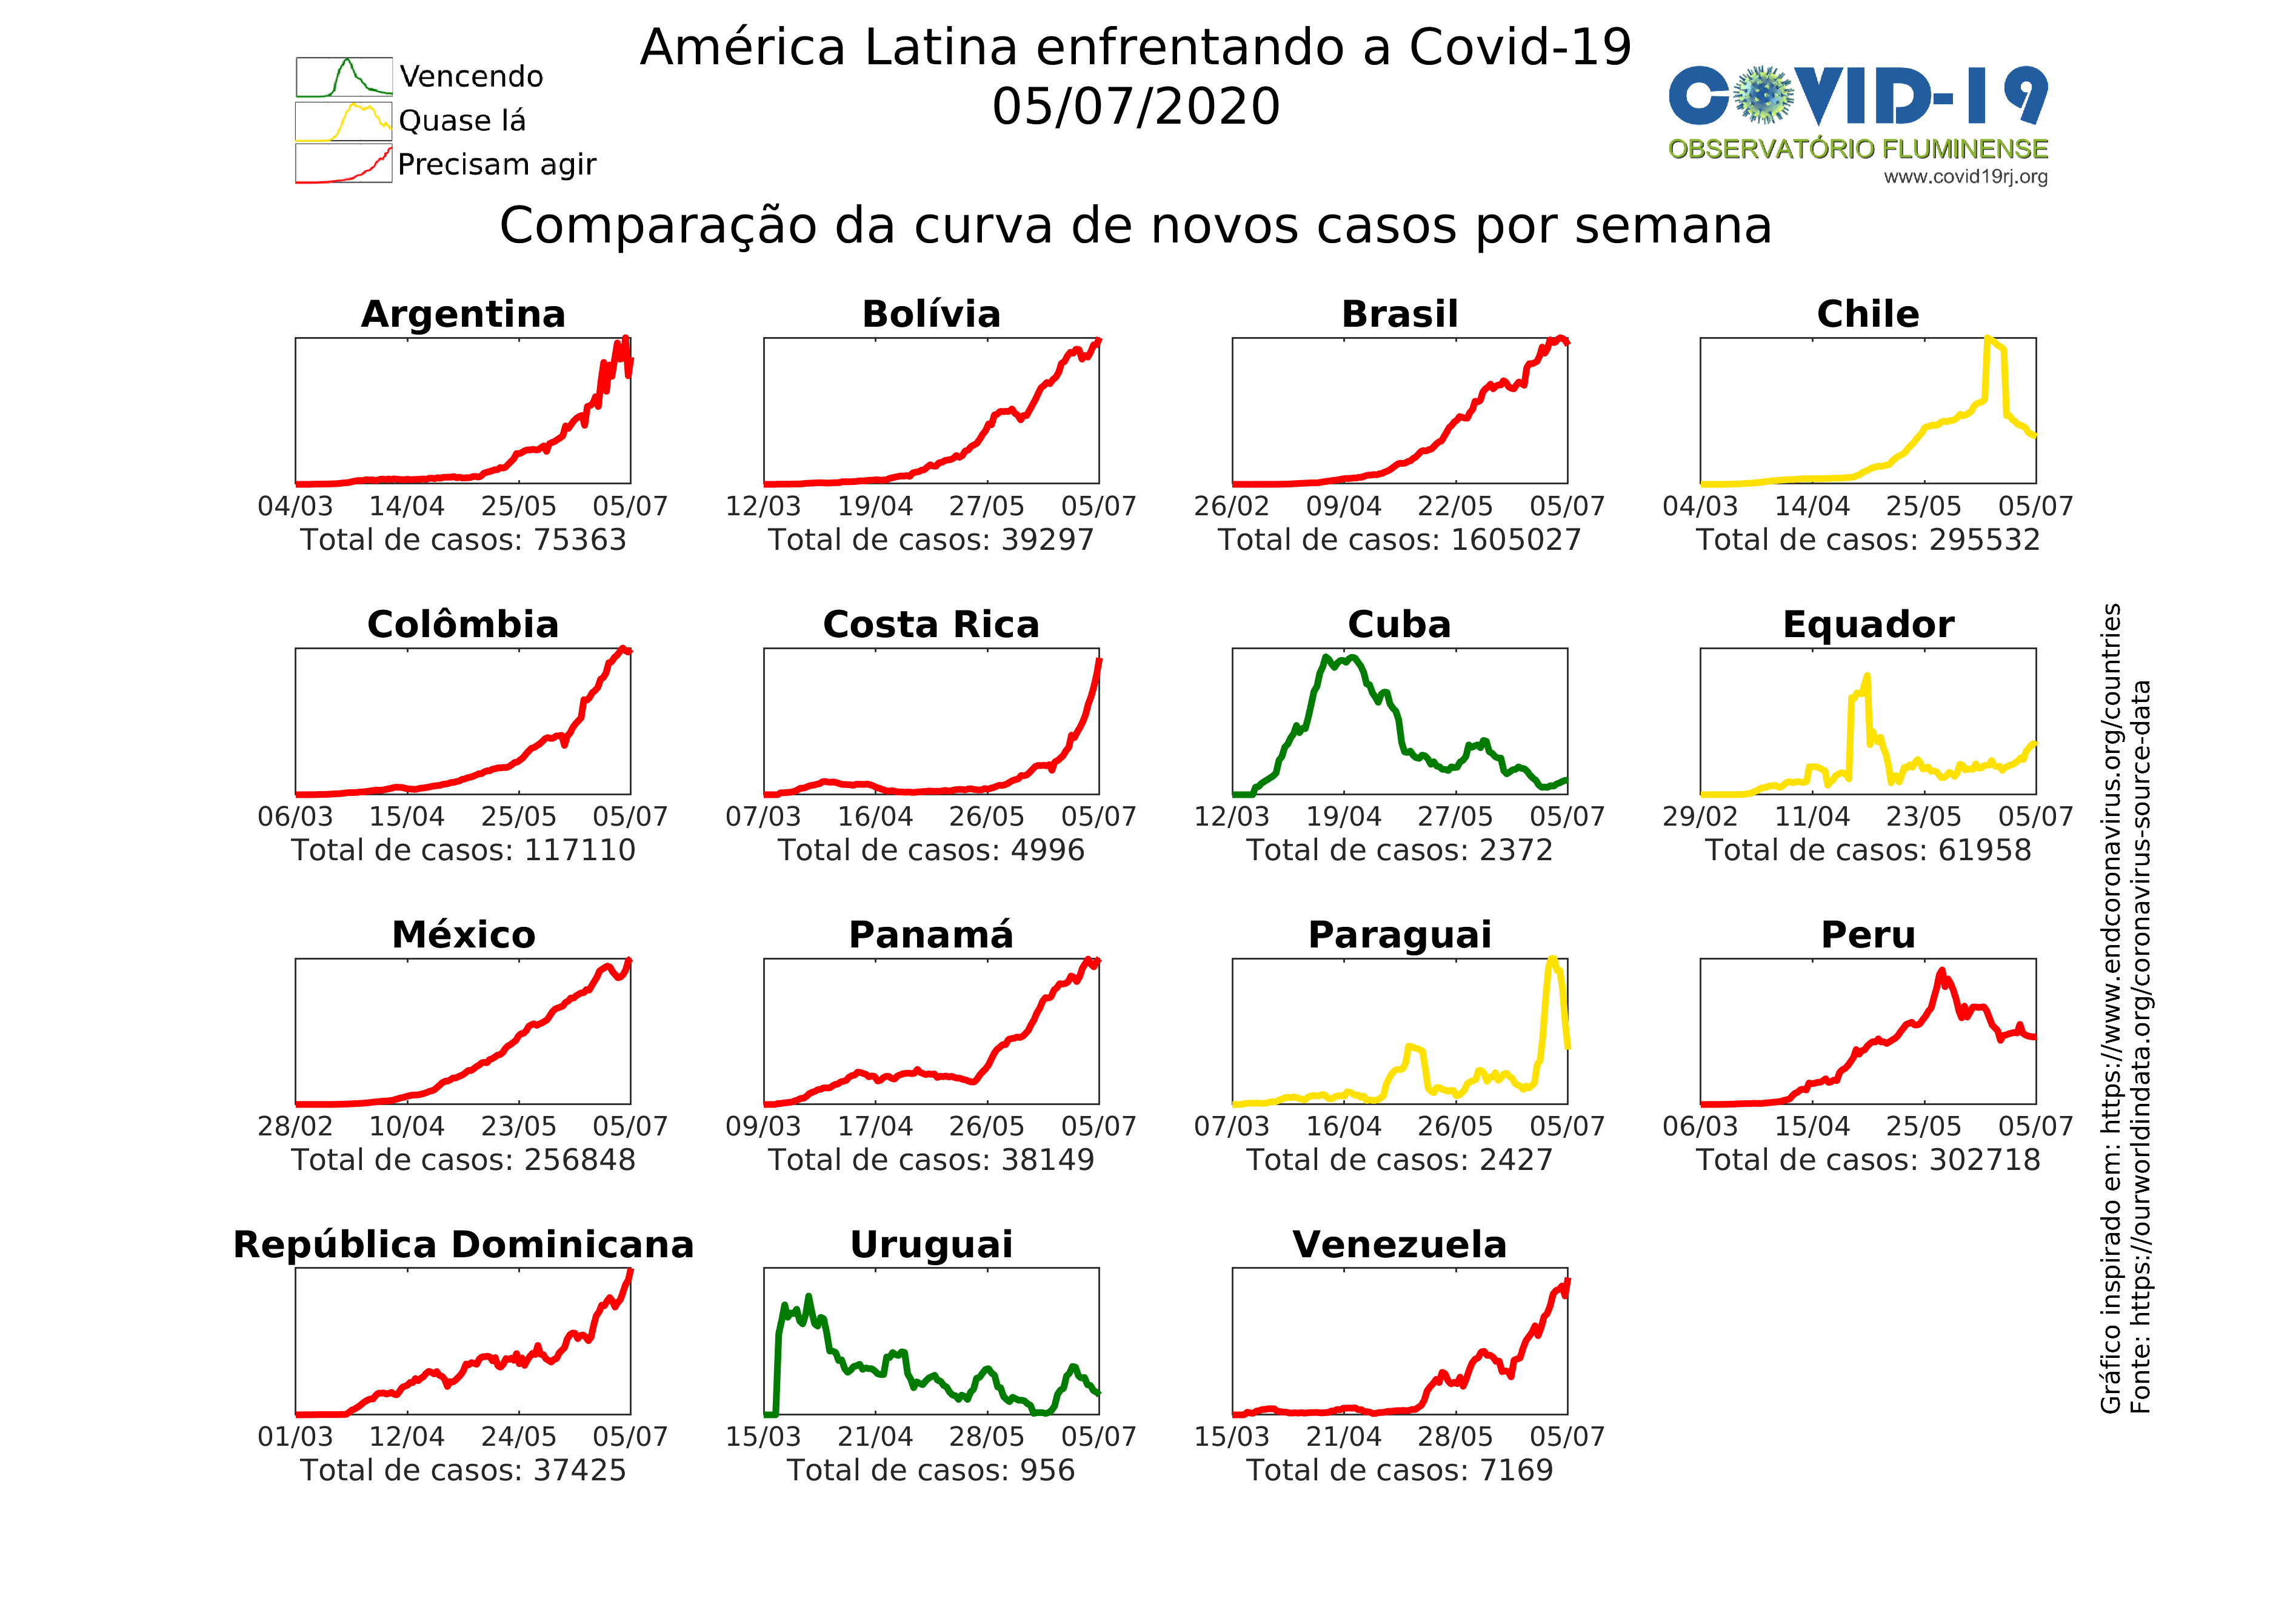 América Latina enfrentando a Covid-19
05/07/2020
Vencendo
Quase lá
Precisam agir
COVID-19
OBSERVATÓRIO FLUMINENSE
www.covid19rj.org
Comparação da curva de novos casos por semana
Argentina
04/03 14/04 25/05 05/07
Total de casos: 75363
Bolívia
12/03 19/04 27/05 05/07
Total de casos: 39297
Brasil
26/02 09/04 22/05 05/07
Total de casos: 1605027
Chile
04/03 14/04 25/05 05/07
Total de casos: 295532
Colômbia
06/03 15/04 25/05 05/07
Total de casos: 117110
Costa Rica
07/03 16/04 26/05 05/07
Total de casos: 4996
Cuba
12/03 19/04 27/05 05/07
Total de casos: 2372
Equador
29/02 11/04 23/05 05/07
Total de casos: 61958
México
28/02 10/04 23/05 05/07
Total de casos: 256848
Panamá
09/03 17/04 26/05 05/07
Total de casos: 38149
Paraguai
07/03 16/04 26/05 05/07
Total de casos: 2427
Peru
06/03 15/04 25/05 05/07
Total de casos: 302718
República Dominicana
01/03 12/04 24/05 05/07
Total de casos: 37425
Uruguai
15/03 21/04 28/05 05/07
Total de casos: 956
Venezuela
15/03 21/04 28/05 05/07
Total de casos: 7169
Gráfico inspirado em: https://www.endcoronavirus.org/countries
Fonte: https://ourworldindata.org/coronavirus-source-data